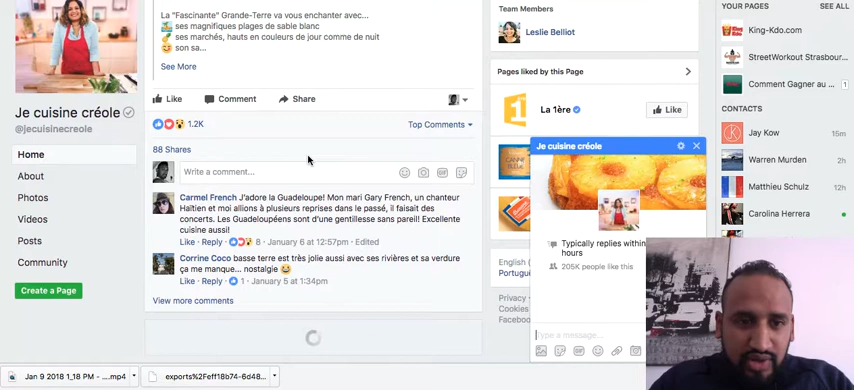 Je cuisine créole
@jecuisinecreole
Home
About
Photos
Videos
Posts
Community
Create a Page
La "Fascinante" Grande-Terre va vous enchanter avec...
ses magnifiques plages de sable blanc
ses marchés, hauts en couleurs de jour comme de nuit
son sa...
See More
Like
Comment
Share
1.2K
Top Comments
88 Shares
Write a comment...
Carmel French J'adore la Guadeloupe! Mon mari Gary French, un chanteur
Haïtien et moi allions à plusieurs reprises dans le passé, il faisait des
concerts. Les Guadeloupéens sont d'une gentillesse sans pareil! Excellente
cuisine aussi!
Like · Reply · 8 · January 6 at 12:57pm · Edited
Corrine Coco basse terre est très jolie aussi avec ses rivières et sa verdure
ça me manque... nostalgie
Like · Reply · 1 · January 5 at 1:34pm
View more comments
Team Members
Leslie Belliot
Pages liked by this Page
La 1ère
Like
English (
Portugu
Privacy ·
Cookies
Faceboo
Je cuisine créole
Typically replies within
hours
205K people like this
Type a message...
YOUR PAGES
SEE ALL
King-Kdo.com
StreetWorkout Strasbour...
Comment Gagner au ...
1
CONTACTS
Jay Kow
15m
Warren Murden
2h
Matthieu Schulz
12h
Carolina Herrera
Jan 9 2018 1_18 PM - ....mp4
exports%2Feff18b74-6d48...